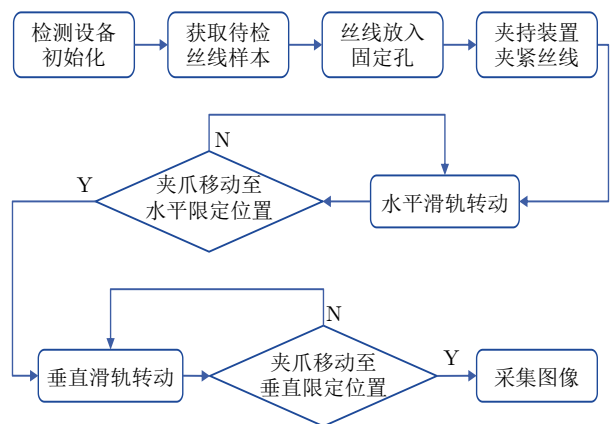 检测设备
初始化
获取待检
丝线样本
丝线放入
固定孔
夹持装置
夹紧丝线
N
Y
夹爪移动至
水平限定位置
水平滑轨转动
N
垂直滑轨转动
夹爪移动至
垂直限定位置
Y
采集图像